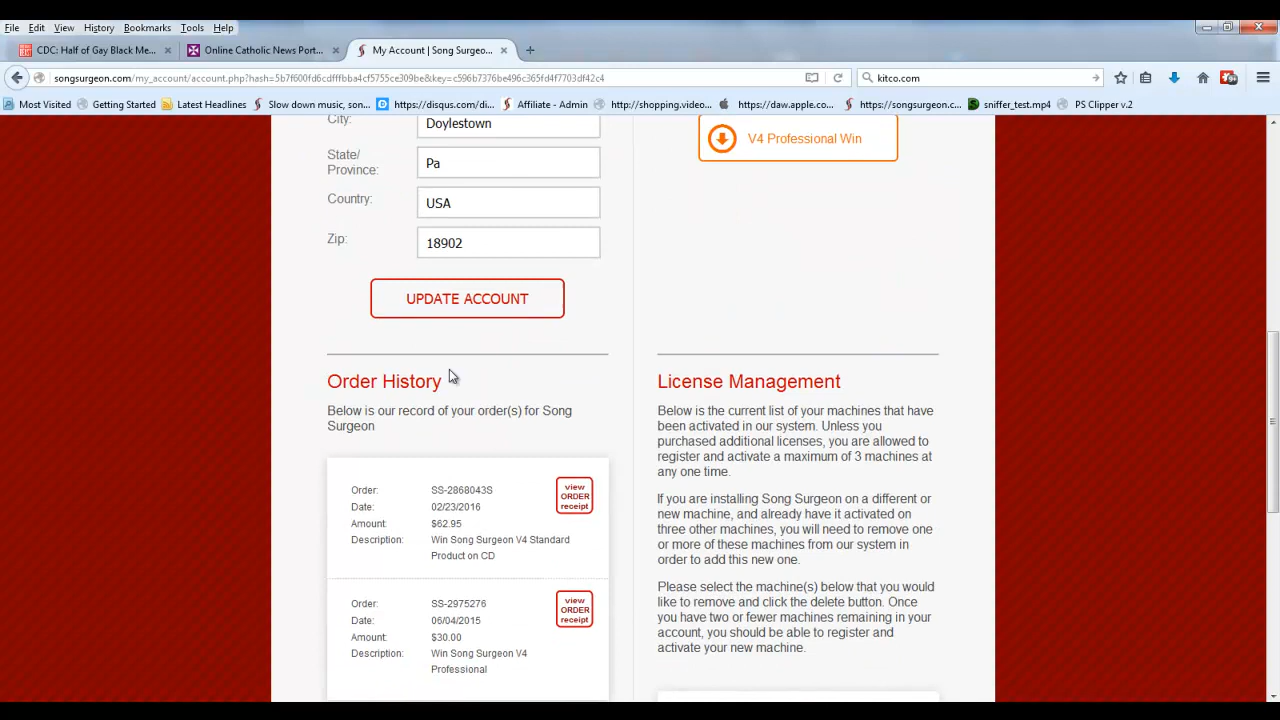 File Edit View History Bookmarks Tools Help
CDC: Half of Gay Black Me... × Online Catholic News Port... × My Account | Song Surgeo... × +
songsurgeon.com/my_account/account.php?hash=5b7f600fd6cdfffbba4cf5755ce309be&key=c596b7376be496c365fd4f7703df42c4 kitco.com
Most Visited Getting Started Latest Headlines Slow down music, son... https://disqus.com/di... Affiliate - Admin http://shopping.video... https://daw.apple.co... https://songsurgeon.c... sniffer_test.mp4 PS Clipper v.2
City: Doylestown
State/
Province: Pa
Country: USA
Zip: 18902
UPDATE ACCOUNT
V4 Professional Win
Order History
Below is our record of your order(s) for Song
Surgeon
Order: SS-2868043S
Date: 02/23/2016
Amount: $62.95
Description: Win Song Surgeon V4 Standard
Product on CD
view
ORDER
receipt
Order: SS-2975276
Date: 06/04/2015
Amount: $30.00
Description: Win Song Surgeon V4
Professional
view
ORDER
receipt
License Management
Below is the current list of your machines that have
been activated in our system. Unless you
purchased additional licenses, you are allowed to
register and activate a maximum of 3 machines at
any one time.
If you are installing Song Surgeon on a different or
new machine, and already have it activated on
three other machines, you will need to remove one
or more of these machines from our system in
order to add this new one.
Please select the machine(s) below that you would
like to remove and click the delete button. Once
you have two or fewer machines remaining in your
account, you should be able to register and
activate your new machine.